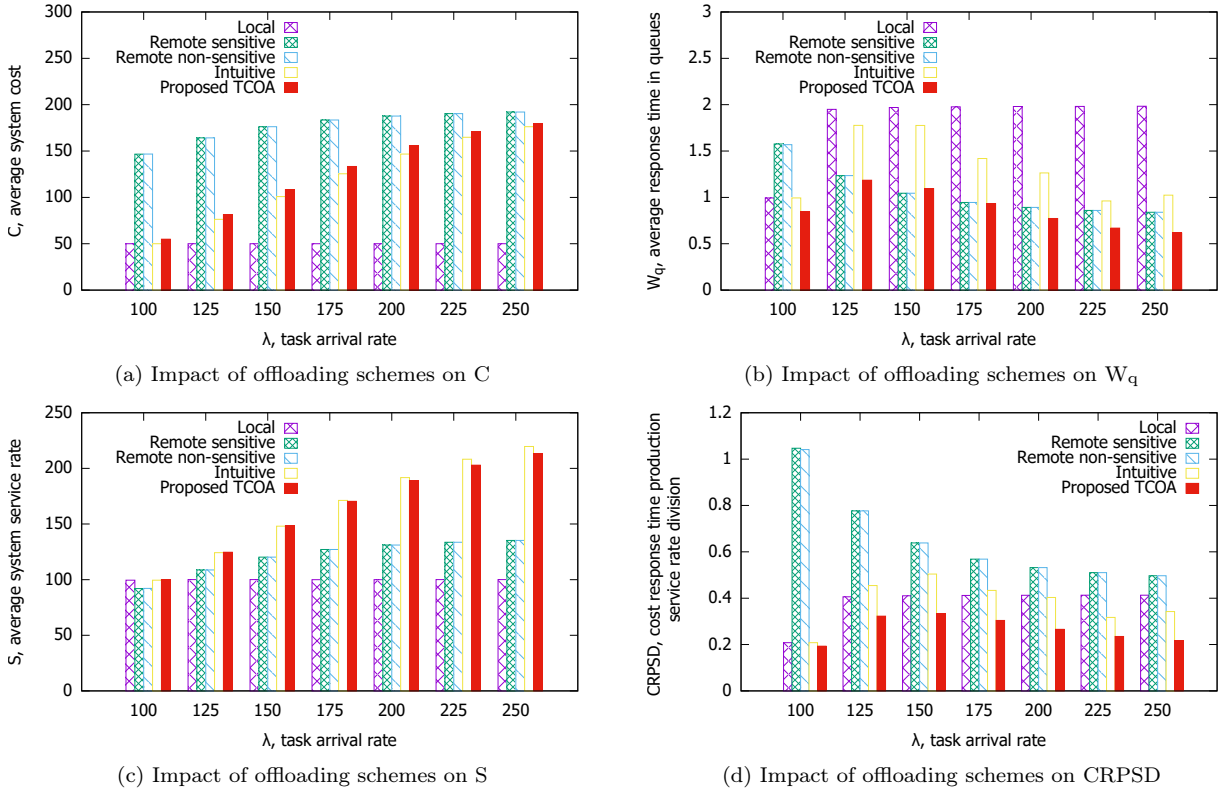 300
250
200
150
100
50
0
C, average system cost
Local
Remote sensitive
Remote non-sensitive
Intuitive
Proposed TCOA
100 125 150 175 200 225 250
λ, task arrival rate
(a) Impact of offloading schemes on C
3
2.5
2
1.5
1
0.5
0
Wq, average response time in queues
Local
Remote sensitive
Remote non-sensitive
Intuitive
Proposed TCOA
100 125 150 175 200 225 250
λ, task arrival rate
(b) Impact of offloading schemes on Wq
250
200
150
100
50
0
S, average system service rate
Local
Remote sensitive
Remote non-sensitive
Intuitive
Proposed TCOA
100 125 150 175 200 225 250
λ, task arrival rate
(c) Impact of offloading schemes on S
1.2
1
0.8
0.6
0.4
0.2
0
CRPSD, cost response time production
service rate division
Local
Remote sensitive
Remote non-sensitive
Intuitive
Proposed TCOA
100 125 150 175 200 225 250
λ, task arrival rate
(d) Impact of offloading schemes on CRPSD